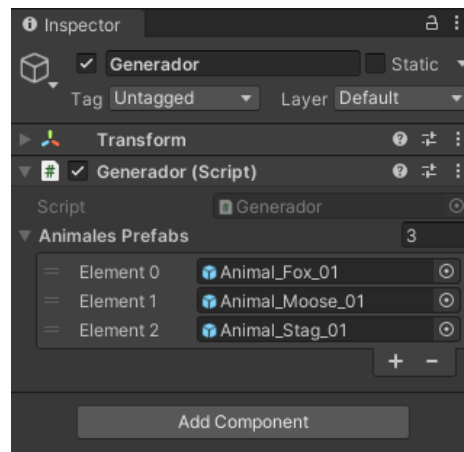 Inspector
Generador Static
Tag Untagged Layer Default
Transform
# Generador (Script)
Script Generador
Animales Prefabs 3
Element 0 Animal_Fox_01
Element 1 Animal_Moose_01
Element 2 Animal_Stag_01
+ -
Add Component